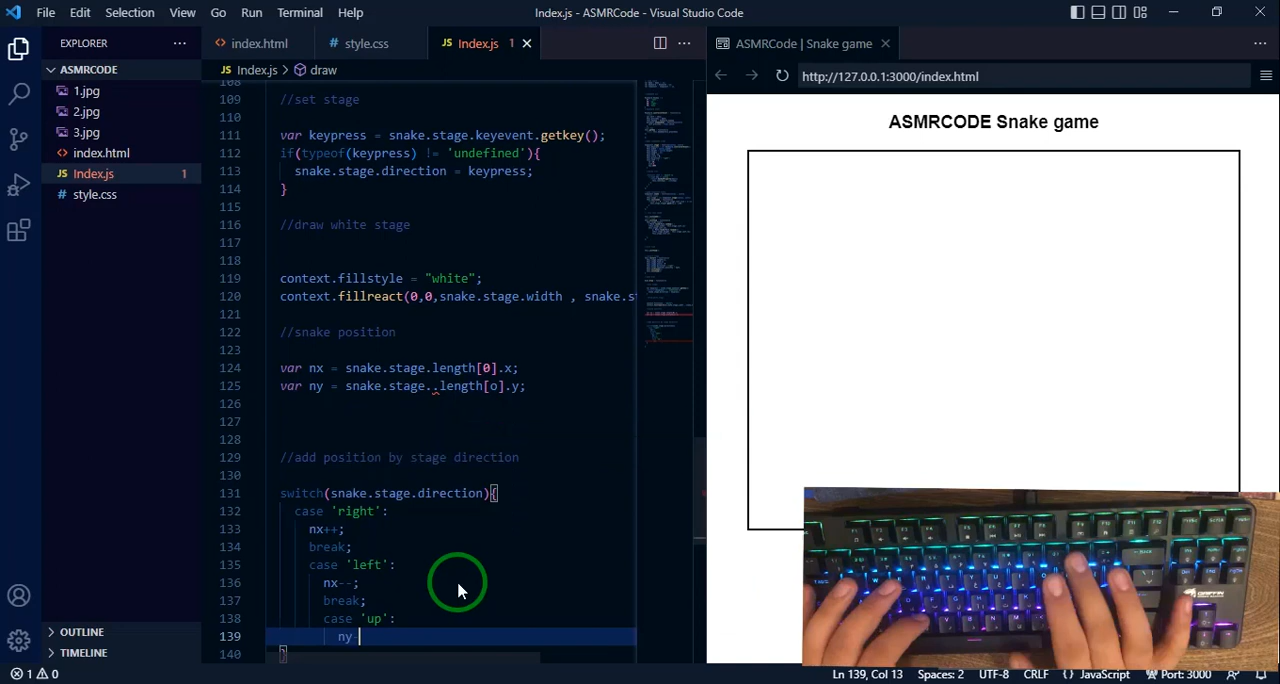 File Edit Selection View Go Run Terminal Help
Index.js - ASMRCode - Visual Studio Code
EXPLORER
ASMRCODE
1.jpg
2.jpg
3.jpg
index.html
Index.js 1
style.css
OUTLINE
TIMELINE
index.html
style.css
Index.js 1
Index.js > draw
108
109 //set stage
110
111 var keypress = snake.stage.keyevent.getkey();
112 if(typeof(keypress) != 'undefined'){
113 snake.stage.direction = keypress;
114 }
115
116 //draw white stage
117
118
119 context.fillstyle = "white";
120 context.fillreact(0,0,snake.stage.width , snake.st
121
122 //snake position
123
124 var nx = snake.stage.length[0].x;
125 var ny = snake.stage..length[o].y;
126
127
128
129 //add position by stage direction
130
131 switch(snake.stage.direction){
132 case 'right':
133 nx++;
134 break;
135 case 'left':
136 nx--;
137 break;
138 case 'up':
139 ny-
140 }
ASMRCode | Snake game
http://127.0.0.1:3000/index.html
ASMRCODE Snake game
1 0
Ln 139, Col 13 Spaces: 2 UTF-8 CRLF {} JavaScript Port: 3000